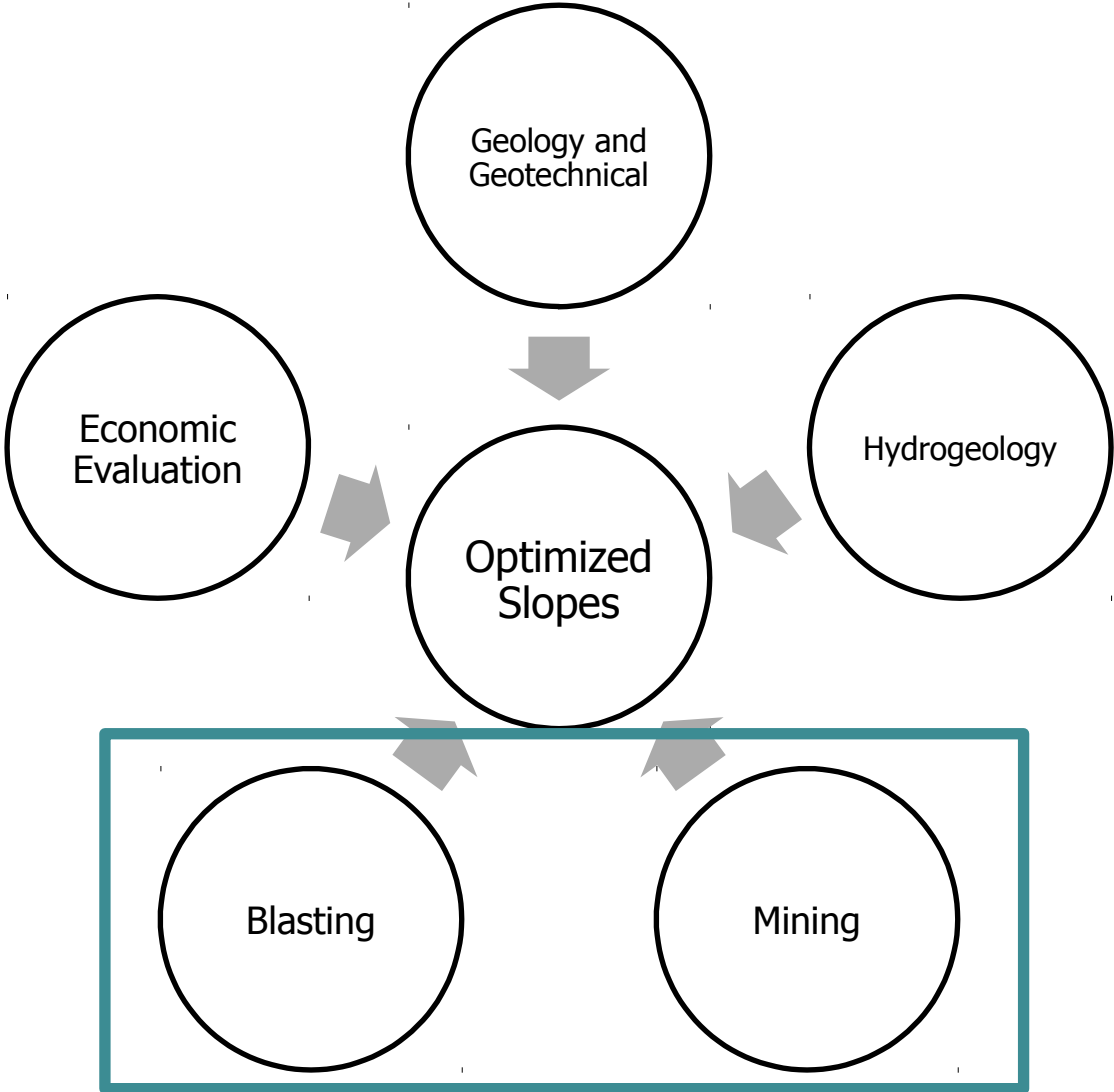 Geology and
Geotechnical
Economic
Evaluation
Hydrogeology
Optimized
Slopes
Blasting
Mining